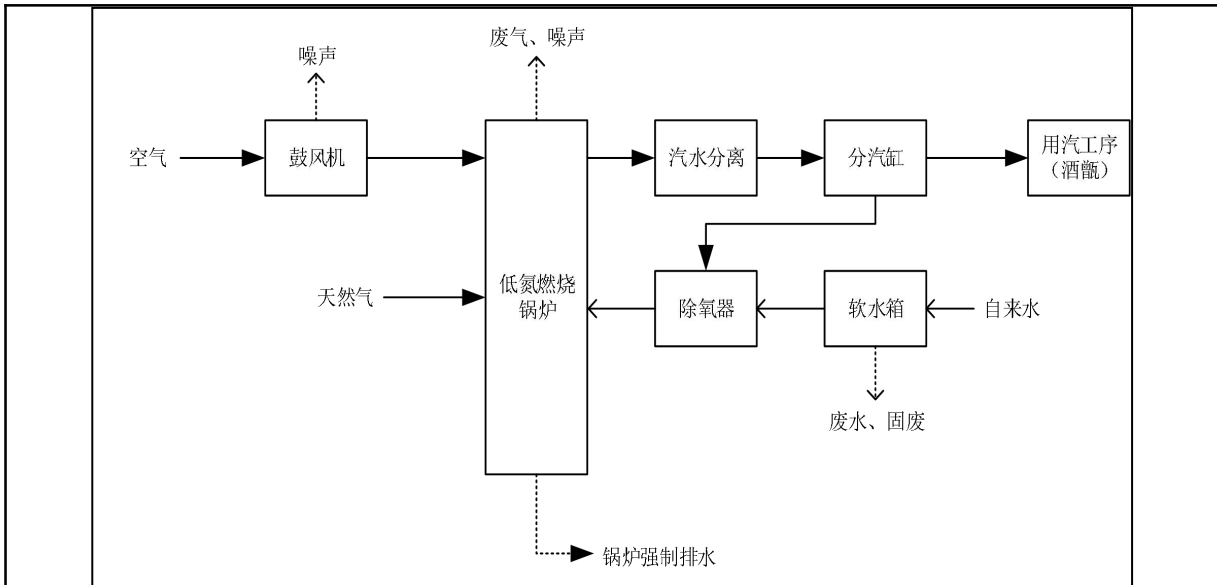 噪声
废气、噪声
空气
鼓风机
汽水分离
分汽缸
用汽工序
（酒甑）
天然气
低氮燃烧
锅炉
除氧器
软水箱
自来水
废水、固废
锅炉强制排水